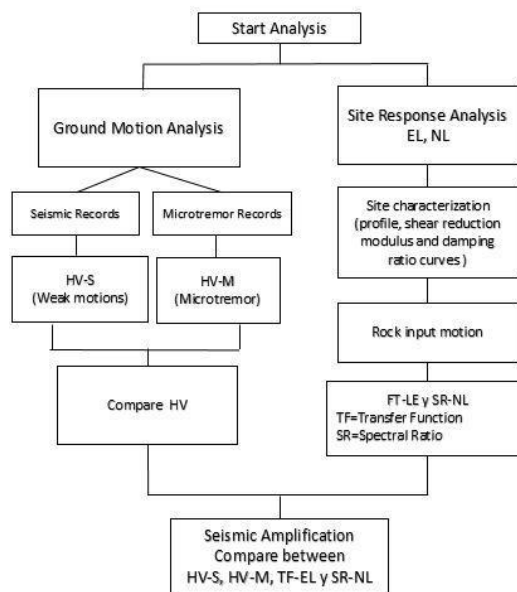 Start Analysis
Ground Motion Analysis
Site Response Analysis
EL, NL
Seismic Records
Microtremor Records
Site characterization
(profile, shear reduction
modulus and damping
ratio curves )
HV-S
(Weak motions)
HV-M
(Microtremor)
Rock input motion
Compare HV
FT-LE y SR-NL
TF=Transfer Function
SR=Spectral Ratio
Seismic Amplification
Compare between
HV-S, HV-M, TF-EL y SR-NL